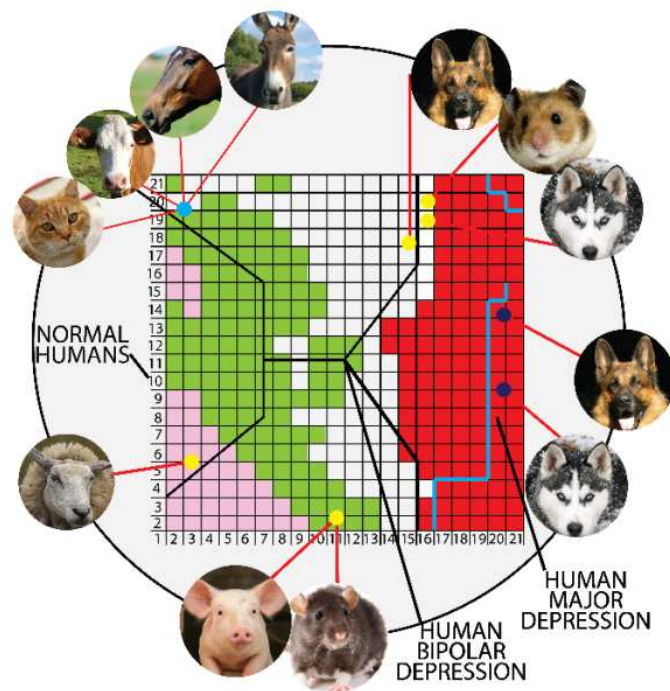 21
20
19
18
17
16
15
14
13
12
11
10
9
8
7
6
5
4
3
2
NORMAL
HUMANS
1 2 3 4 5 6 7 8 9 10 11 12 13 14 15 16 17 18 19 20 21
HUMAN
MAJOR
DEPRESSION
HUMAN
BIPOLAR
DEPRESSION